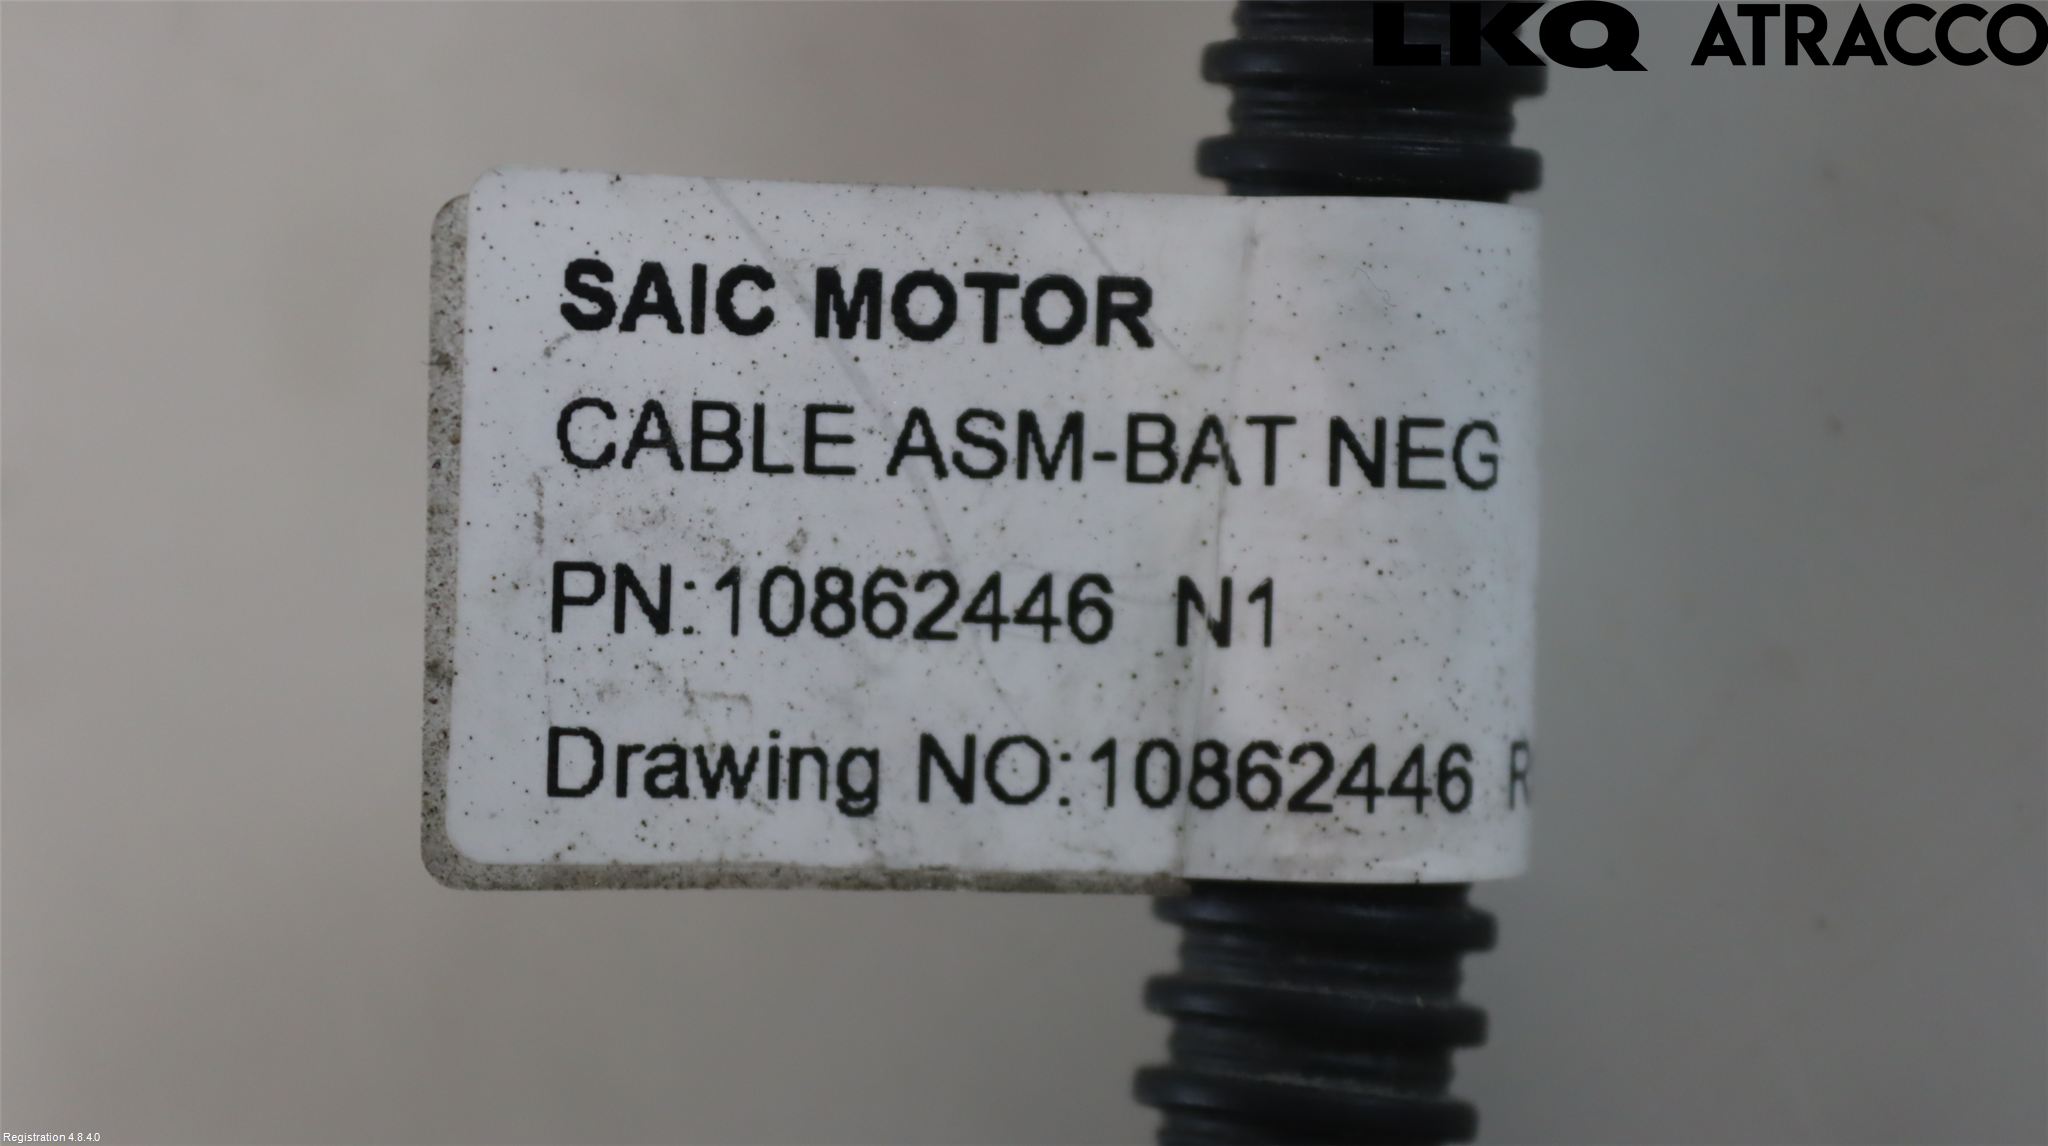 LKQ ATRACCO
SAIC MOTOR
CABLE ASM-BAT NEG
PN:10862446 N1
Drawing NO:10862446 R
Registration 4.8.4.0